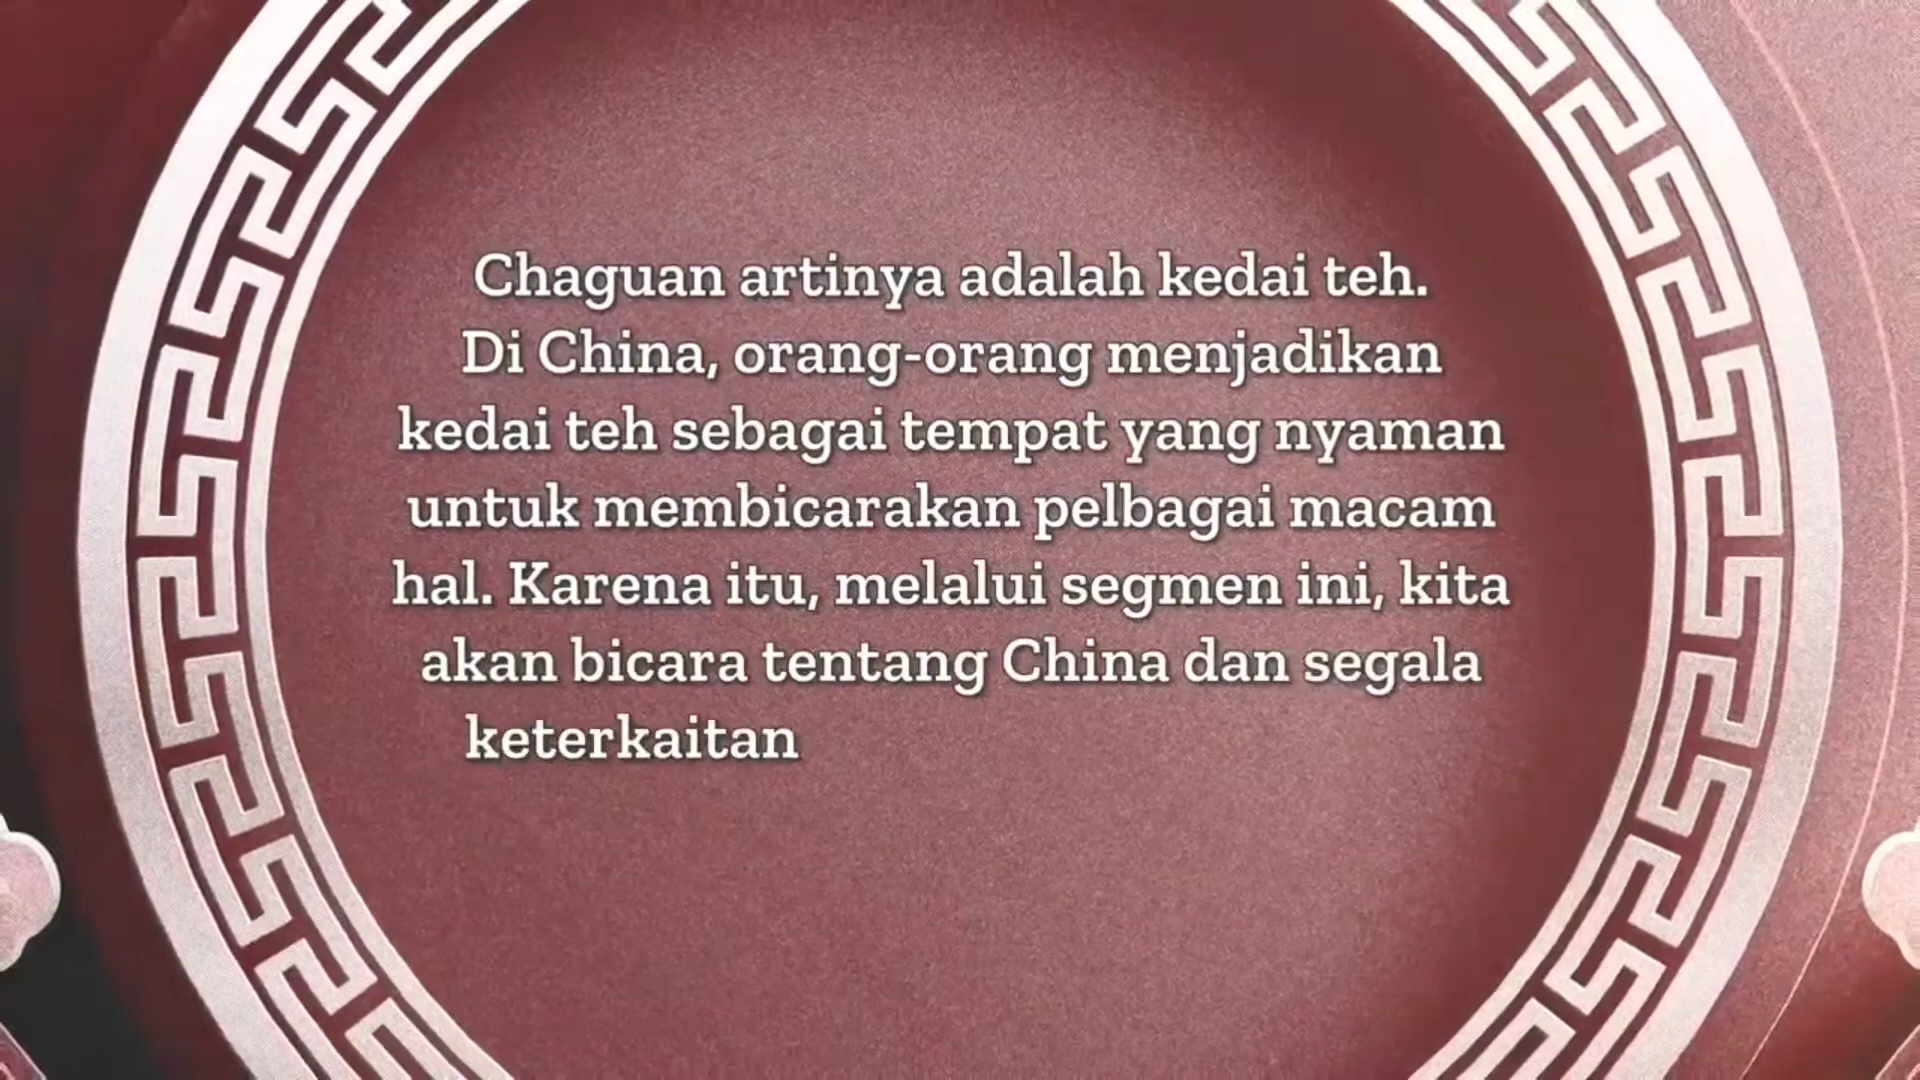 Chaguan artinya adalah kedai teh.
Di China, orang-orang menjadikan
kedai teh sebagai tempat yang nyaman
untuk membicarakan pelbagai macam
hal. Karena itu, melalui segmen ini, kita
akan bicara tentang China dan segala
keterkaitan